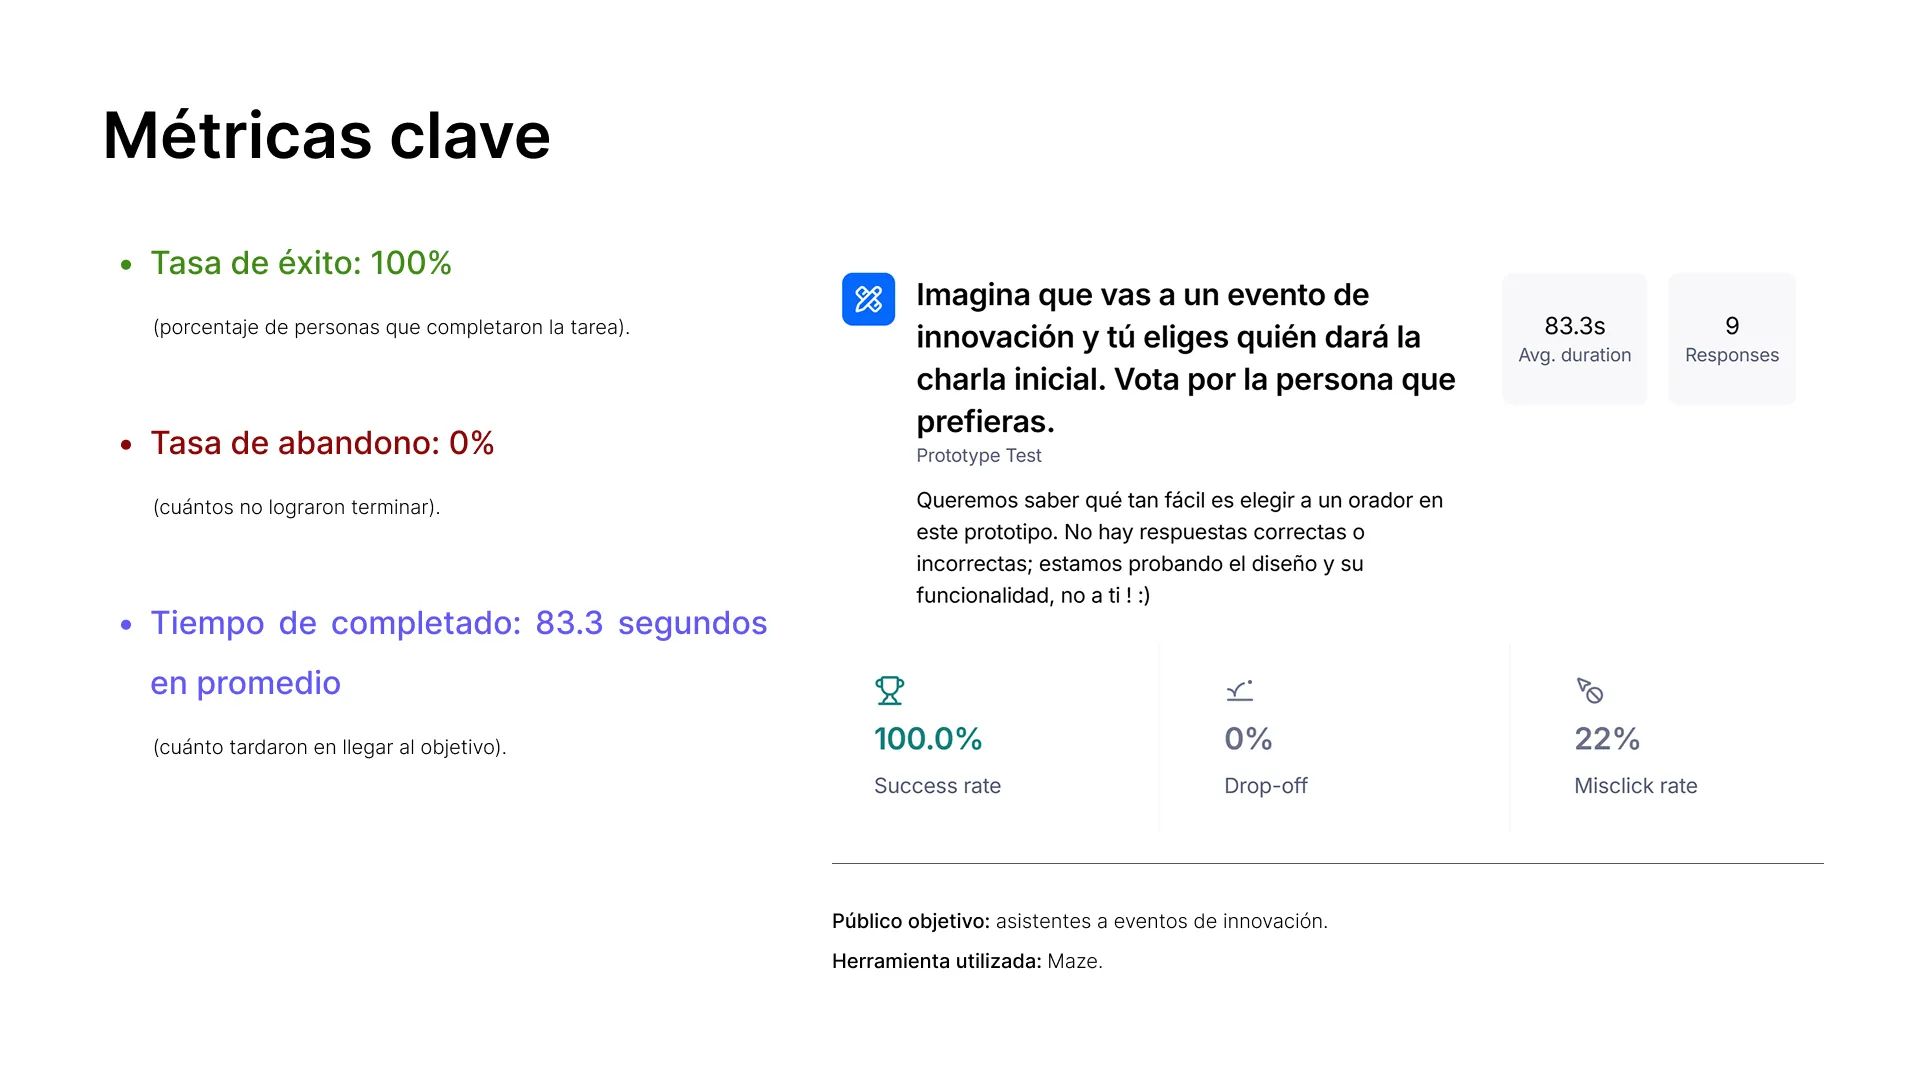 Métricas clave
• Tasa de éxito: 100%
(porcentaje de personas que completaron la tarea).
• Tasa de abandono: 0%
(cuántos no lograron terminar).
• Tiempo de completado: 83.3 segundos
en promedio
(cuánto tardaron en llegar al objetivo).
Imagina que vas a un evento de
innovación y tú eliges quién dará la
charla inicial. Vota por la persona que
prefieras.
Prototype Test
Queremos saber qué tan fácil es elegir a un orador en
este prototipo. No hay respuestas correctas o
incorrectas; estamos probando el diseño y su
funcionalidad, no a ti ! :)
83.3s
Avg. duration
9
Responses
100.0%
Success rate
0%
Drop-off
22%
Misclick rate
Público objetivo: asistentes a eventos de innovación.
Herramienta utilizada: Maze.